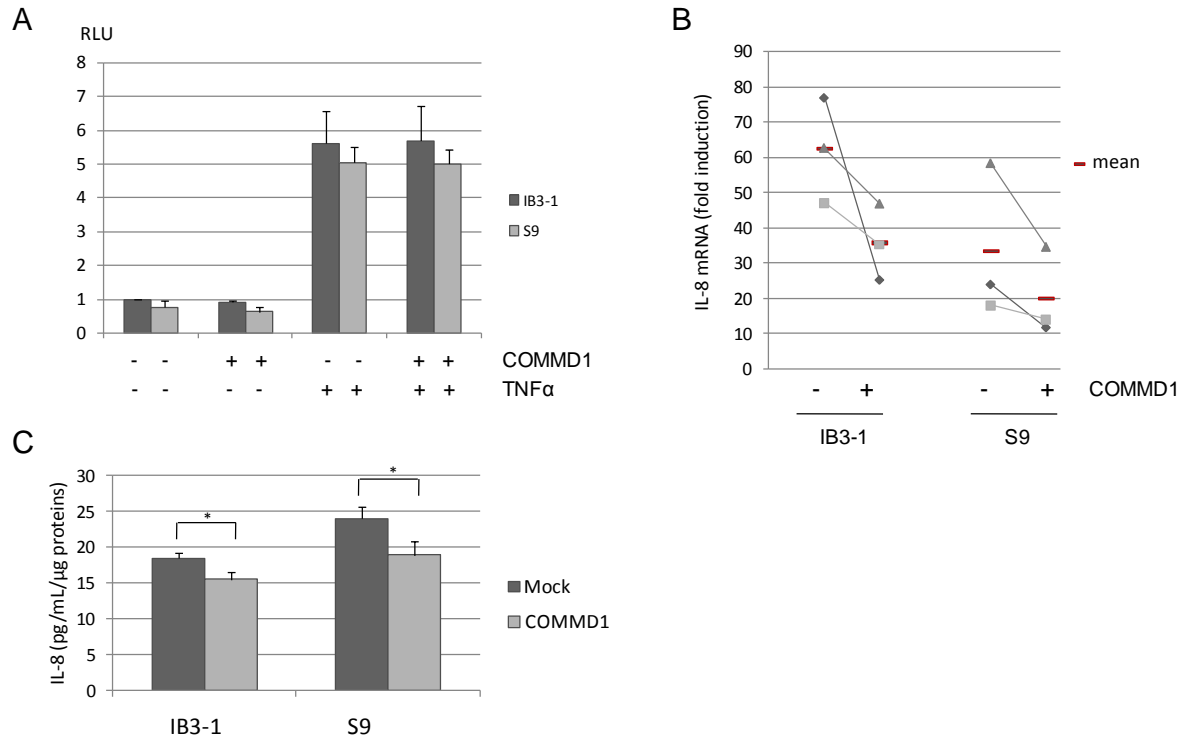 A
RLU
8
7
6
5
4
3
2
1
0
IB3-1
S9
- - + + - - + + COMMD1
- - - - + + + + TNFα
B
IL-8 mRNA (fold induction)
90
80
70
60
50
40
30
20
10
0
mean
- + - + COMMD1
IB3-1 S9
C
IL-8 (pg/mL/µg proteins)
30
25
20
15
10
5
0
* *
Mock
COMMD1
IB3-1 S9